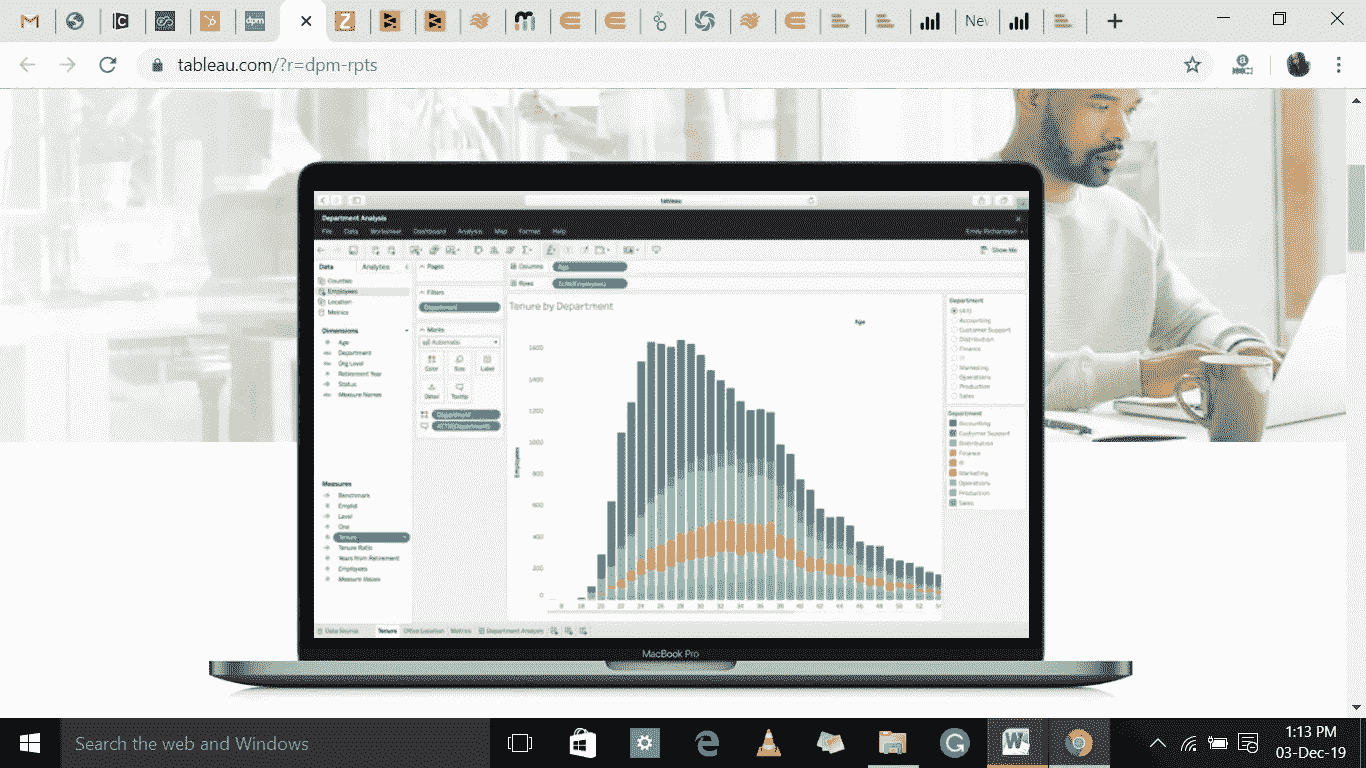 New
tableau.com/?r=dpm-rpts
tableau
Department Analysis
File Data Worksheet Dashboard Analysis Map Format Help
Emily Richardson
Show Me
Data Analytics
Pages
Columns Age
Rows
Counties
Employees
Location
Metrics
Filters
Department
Dimensions
Age
Department
Org Level
Retirement Year
Status
Measure Names
Marks
Automatic
Color Size Label
Detail Tooltip
Department
ATTR(Department)
Measures
Benchmark
EmpId
Level
One
Tenure
Tenure Ratio
Years from Retirement
Employees
Measure Values
Tenure by Department
Age
Employees
1600
1400
1200
1000
800
600
400
200
0
18 20 22 24 26 28 30 32 34 36 38 40 42 44 46 48 50 52 54
Department
(All)
Accounting
Customer Support
Distribution
Finance
IT
Marketing
Operations
Production
Sales
Department
Accounting
Customer Support
Distribution
Finance
IT
Marketing
Operations
Production
Sales
Data Source Tenure Office Location Metrics Department Analysis
MacBook Pro
Search the web and Windows
1:13 PM
03-Dec-19